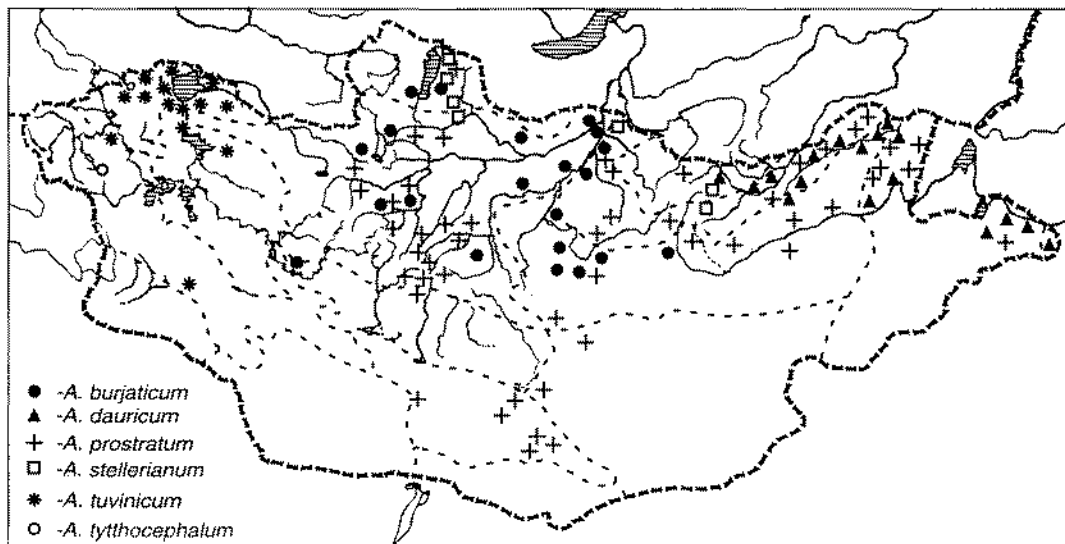 -A. burjaticum
-A. dauricum
-A. prostratum
-A. stellerianum
-A. tuvinicum
-A. tytthocephalum